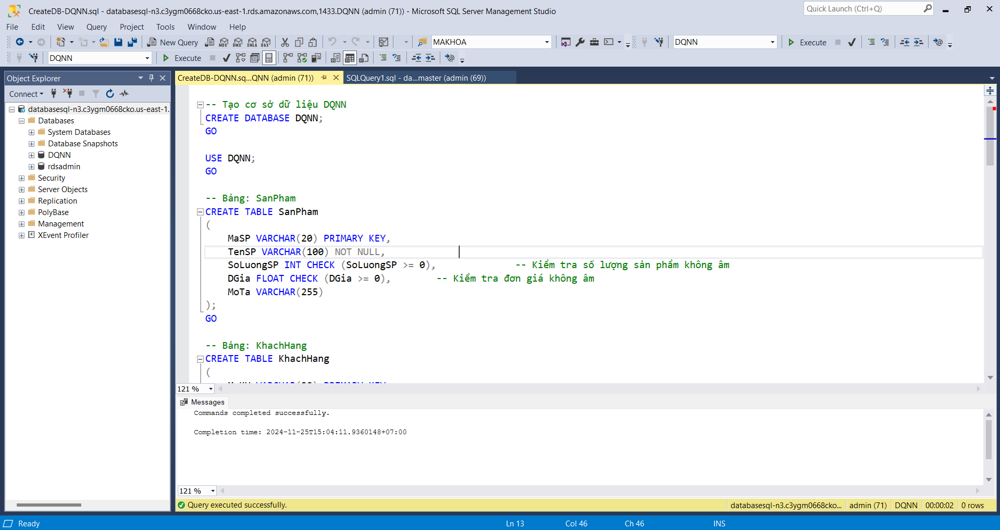 CreateDB-DQNN.sql - databasesql-n3.c3ygm0668cko.us-east-1.rds.amazonaws.com,1433.DQNN (admin (71)) - Microsoft SQL Server Management Studio
Quick Launch (Ctrl+Q)
File Edit View Query Project Tools Window Help
New Query MDX DMX XMLA DAX MAKHOA DQNN Execute
DQNN Execute
Object Explorer
CreateDB-DQNN.sq...QNN (admin (71)) SQLQuery1.sql - da...master (admin (69))
Connect
databasesql-n3.c3ygm0668cko.us-east-1.
Databases
System Databases
Database Snapshots
DQNN
rdsadmin
Security
Server Objects
Replication
PolyBase
Management
XEvent Profiler
-- Tạo cơ sở dữ liệu DQNN
CREATE DATABASE DQNN;
GO
USE DQNN;
GO
-- Bảng: SanPham
CREATE TABLE SanPham
(
MaSP VARCHAR(20) PRIMARY KEY,
TenSP VARCHAR(100) NOT NULL,
SoLuongSP INT CHECK (SoLuongSP >= 0), -- Kiểm tra số lượng sản phẩm không âm
DGia FLOAT CHECK (DGia >= 0), -- Kiểm tra đơn giá không âm
MoTa VARCHAR(255)
);
GO
-- Bảng: KhachHang
CREATE TABLE KhachHang
(
121 %
Messages
Commands completed successfully.
Completion time: 2024-11-25T15:04:11.9360148+07:00
121 %
Query executed successfully. databasesql-n3.c3ygm0668cko... admin (71) DQNN 00:00:02 0 rows
Ready Ln 13 Col 46 Ch 46 INS